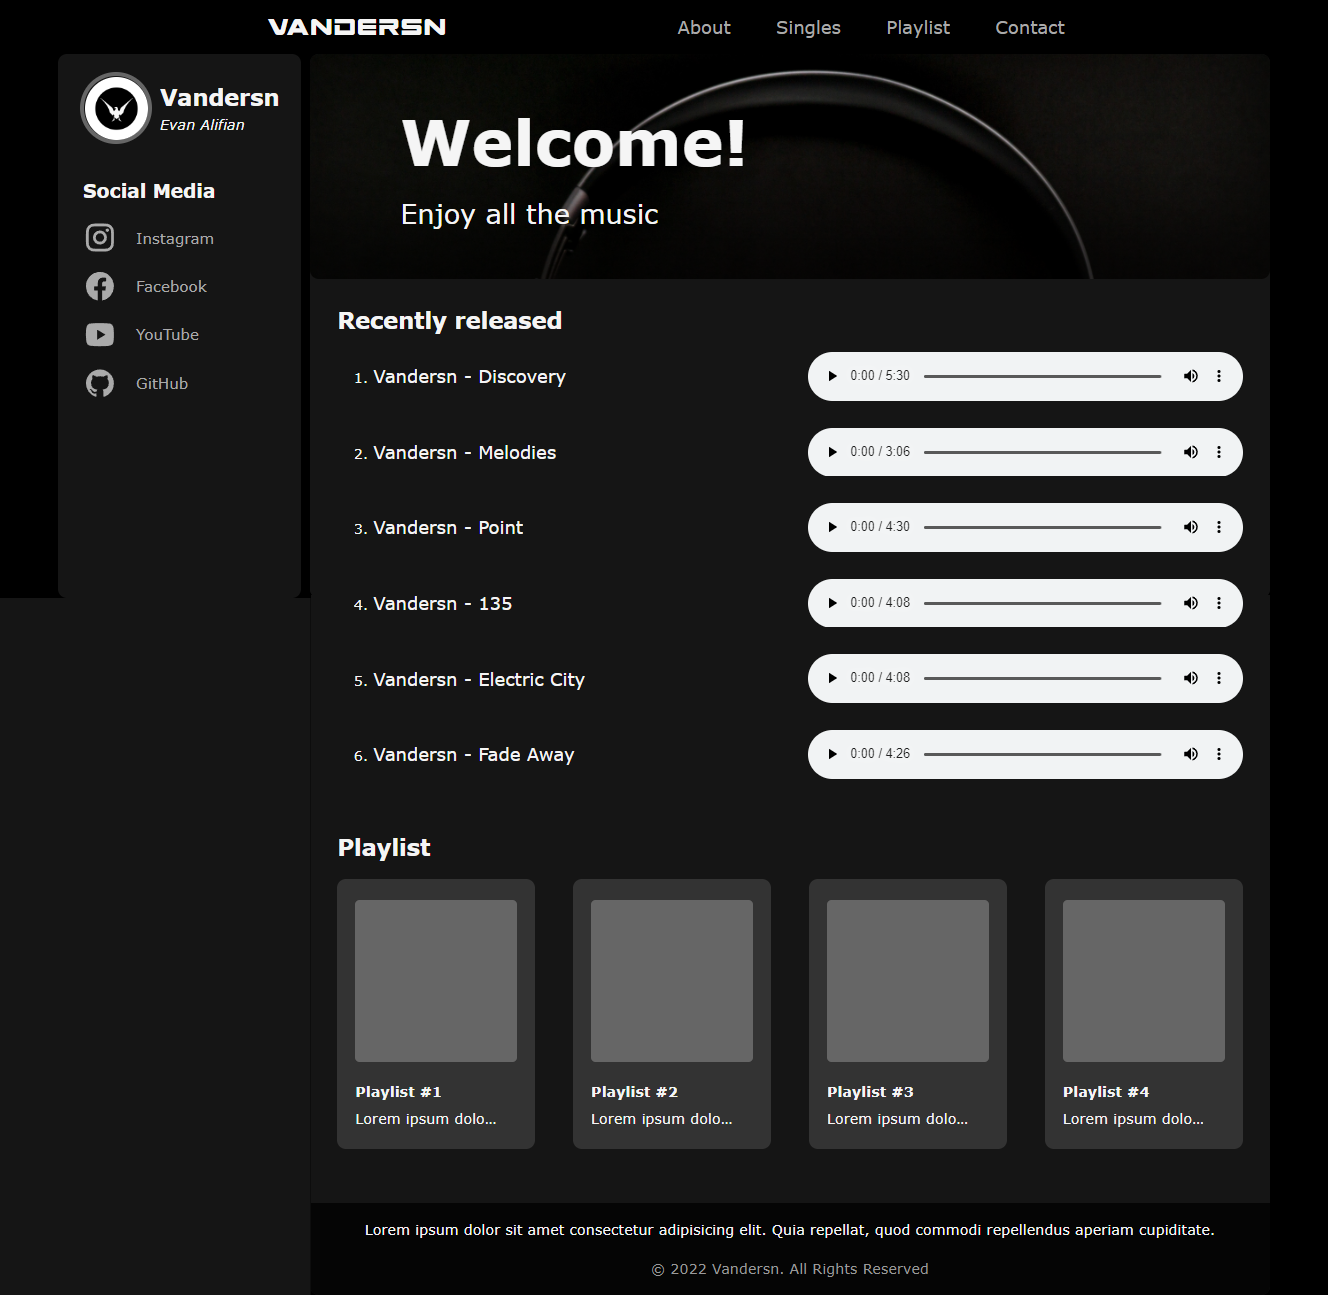 VANDERSN
About
Singles
Playlist
Contact
Vandersn
Evan Alifian
Social Media
Instagram
Facebook
YouTube
GitHub
Welcome!
Enjoy all the music
Recently released
1. Vandersn - Discovery
0:00 / 5:30
2. Vandersn - Melodies
0:00 / 3:06
3. Vandersn - Point
0:00 / 4:30
4. Vandersn - 135
0:00 / 4:08
5. Vandersn - Electric City
0:00 / 4:08
6. Vandersn - Fade Away
0:00 / 4:26
Playlist
Playlist #1
Lorem ipsum dolo...
Playlist #2
Lorem ipsum dolo...
Playlist #3
Lorem ipsum dolo...
Playlist #4
Lorem ipsum dolo...
Lorem ipsum dolor sit amet consectetur adipisicing elit. Quia repellat, quod commodi repellendus aperiam cupiditate.
© 2022 Vandersn. All Rights Reserved